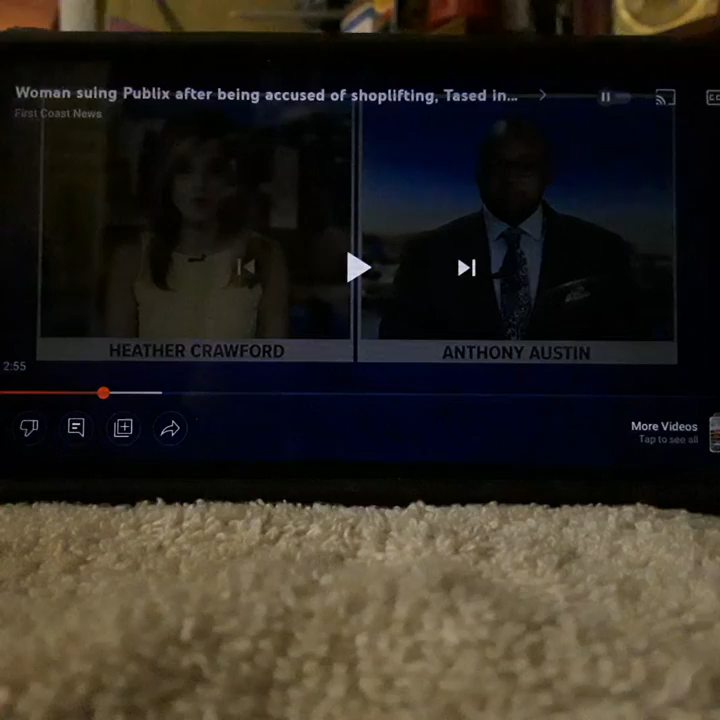 Woman suing Publix after being accused of shoplifting, Tased in...
First Coast News
HEATHER CRAWFORD
ANTHONY AUSTIN
2:55
More Videos
Tap to see all